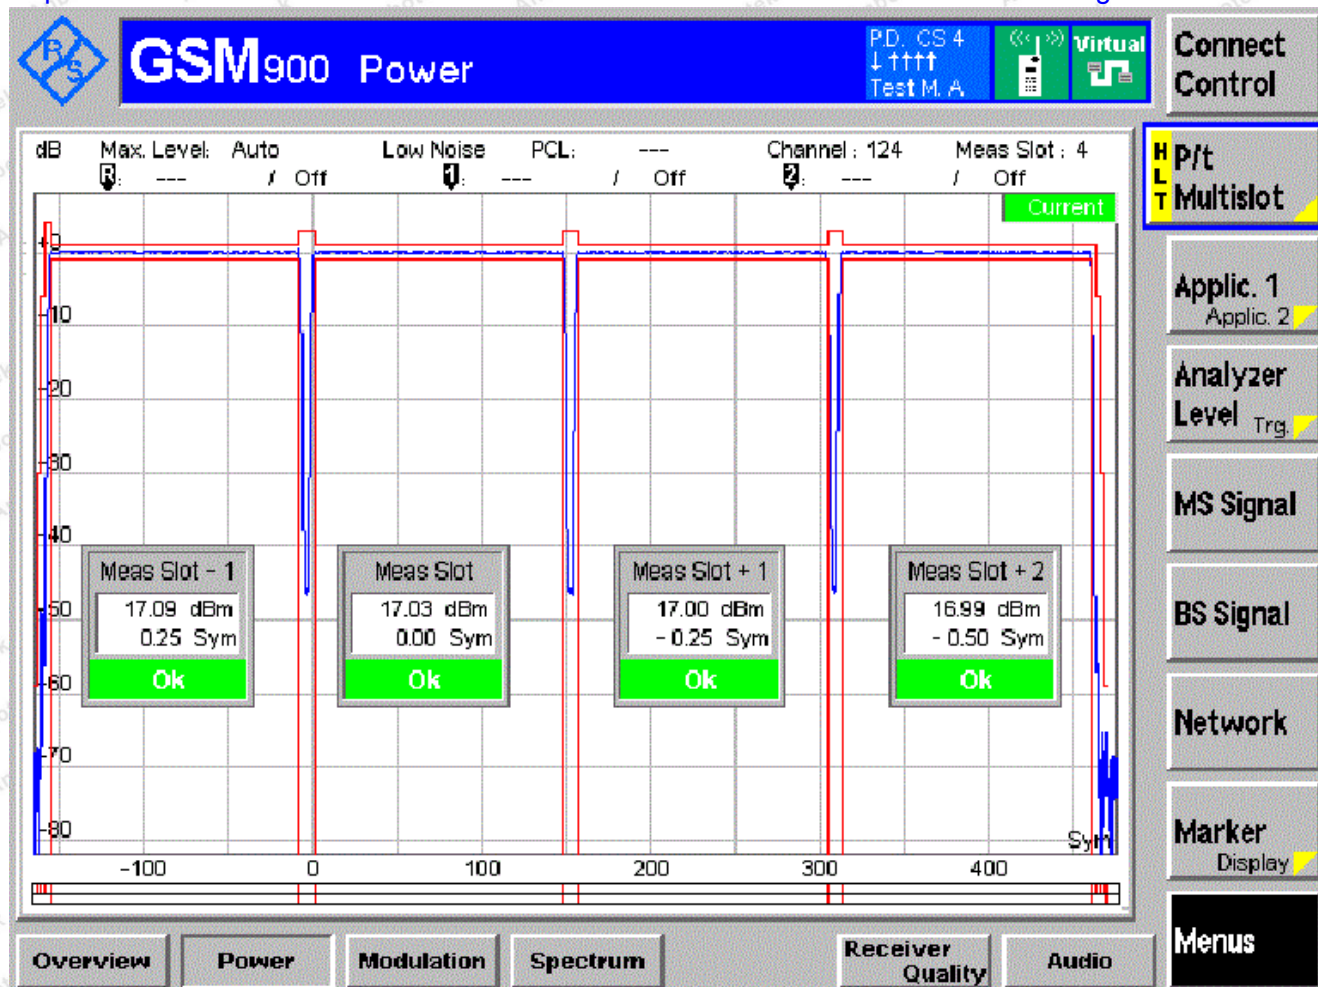 R S
GSM900 Power
P.D. CS 4
↓ ↑↑↑↑
Test M. A.
Virtual
Connect
Control
dB Max. Level: Auto Low Noise PCL: --- Channel : 124 Meas Slot : 4
R: --- / Off 1: --- / Off 2: --- / Off
Current
HLT
P/t
Multislot
+0
-10
-20
-30
-40
-50
-60
-70
-80
Meas Slot - 1
17.09 dBm
0.25 Sym
Ok
Meas Slot
17.03 dBm
0.00 Sym
Ok
Meas Slot + 1
17.00 dBm
- 0.25 Sym
Ok
Meas Slot + 2
16.99 dBm
- 0.50 Sym
Ok
Sym
-100 0 100 200 300 400
Applic. 1
Applic. 2
Analyzer
Level Trg.
MS Signal
BS Signal
Network
Marker
Display
Menus
Overview Power Modulation Spectrum Receiver Quality Audio